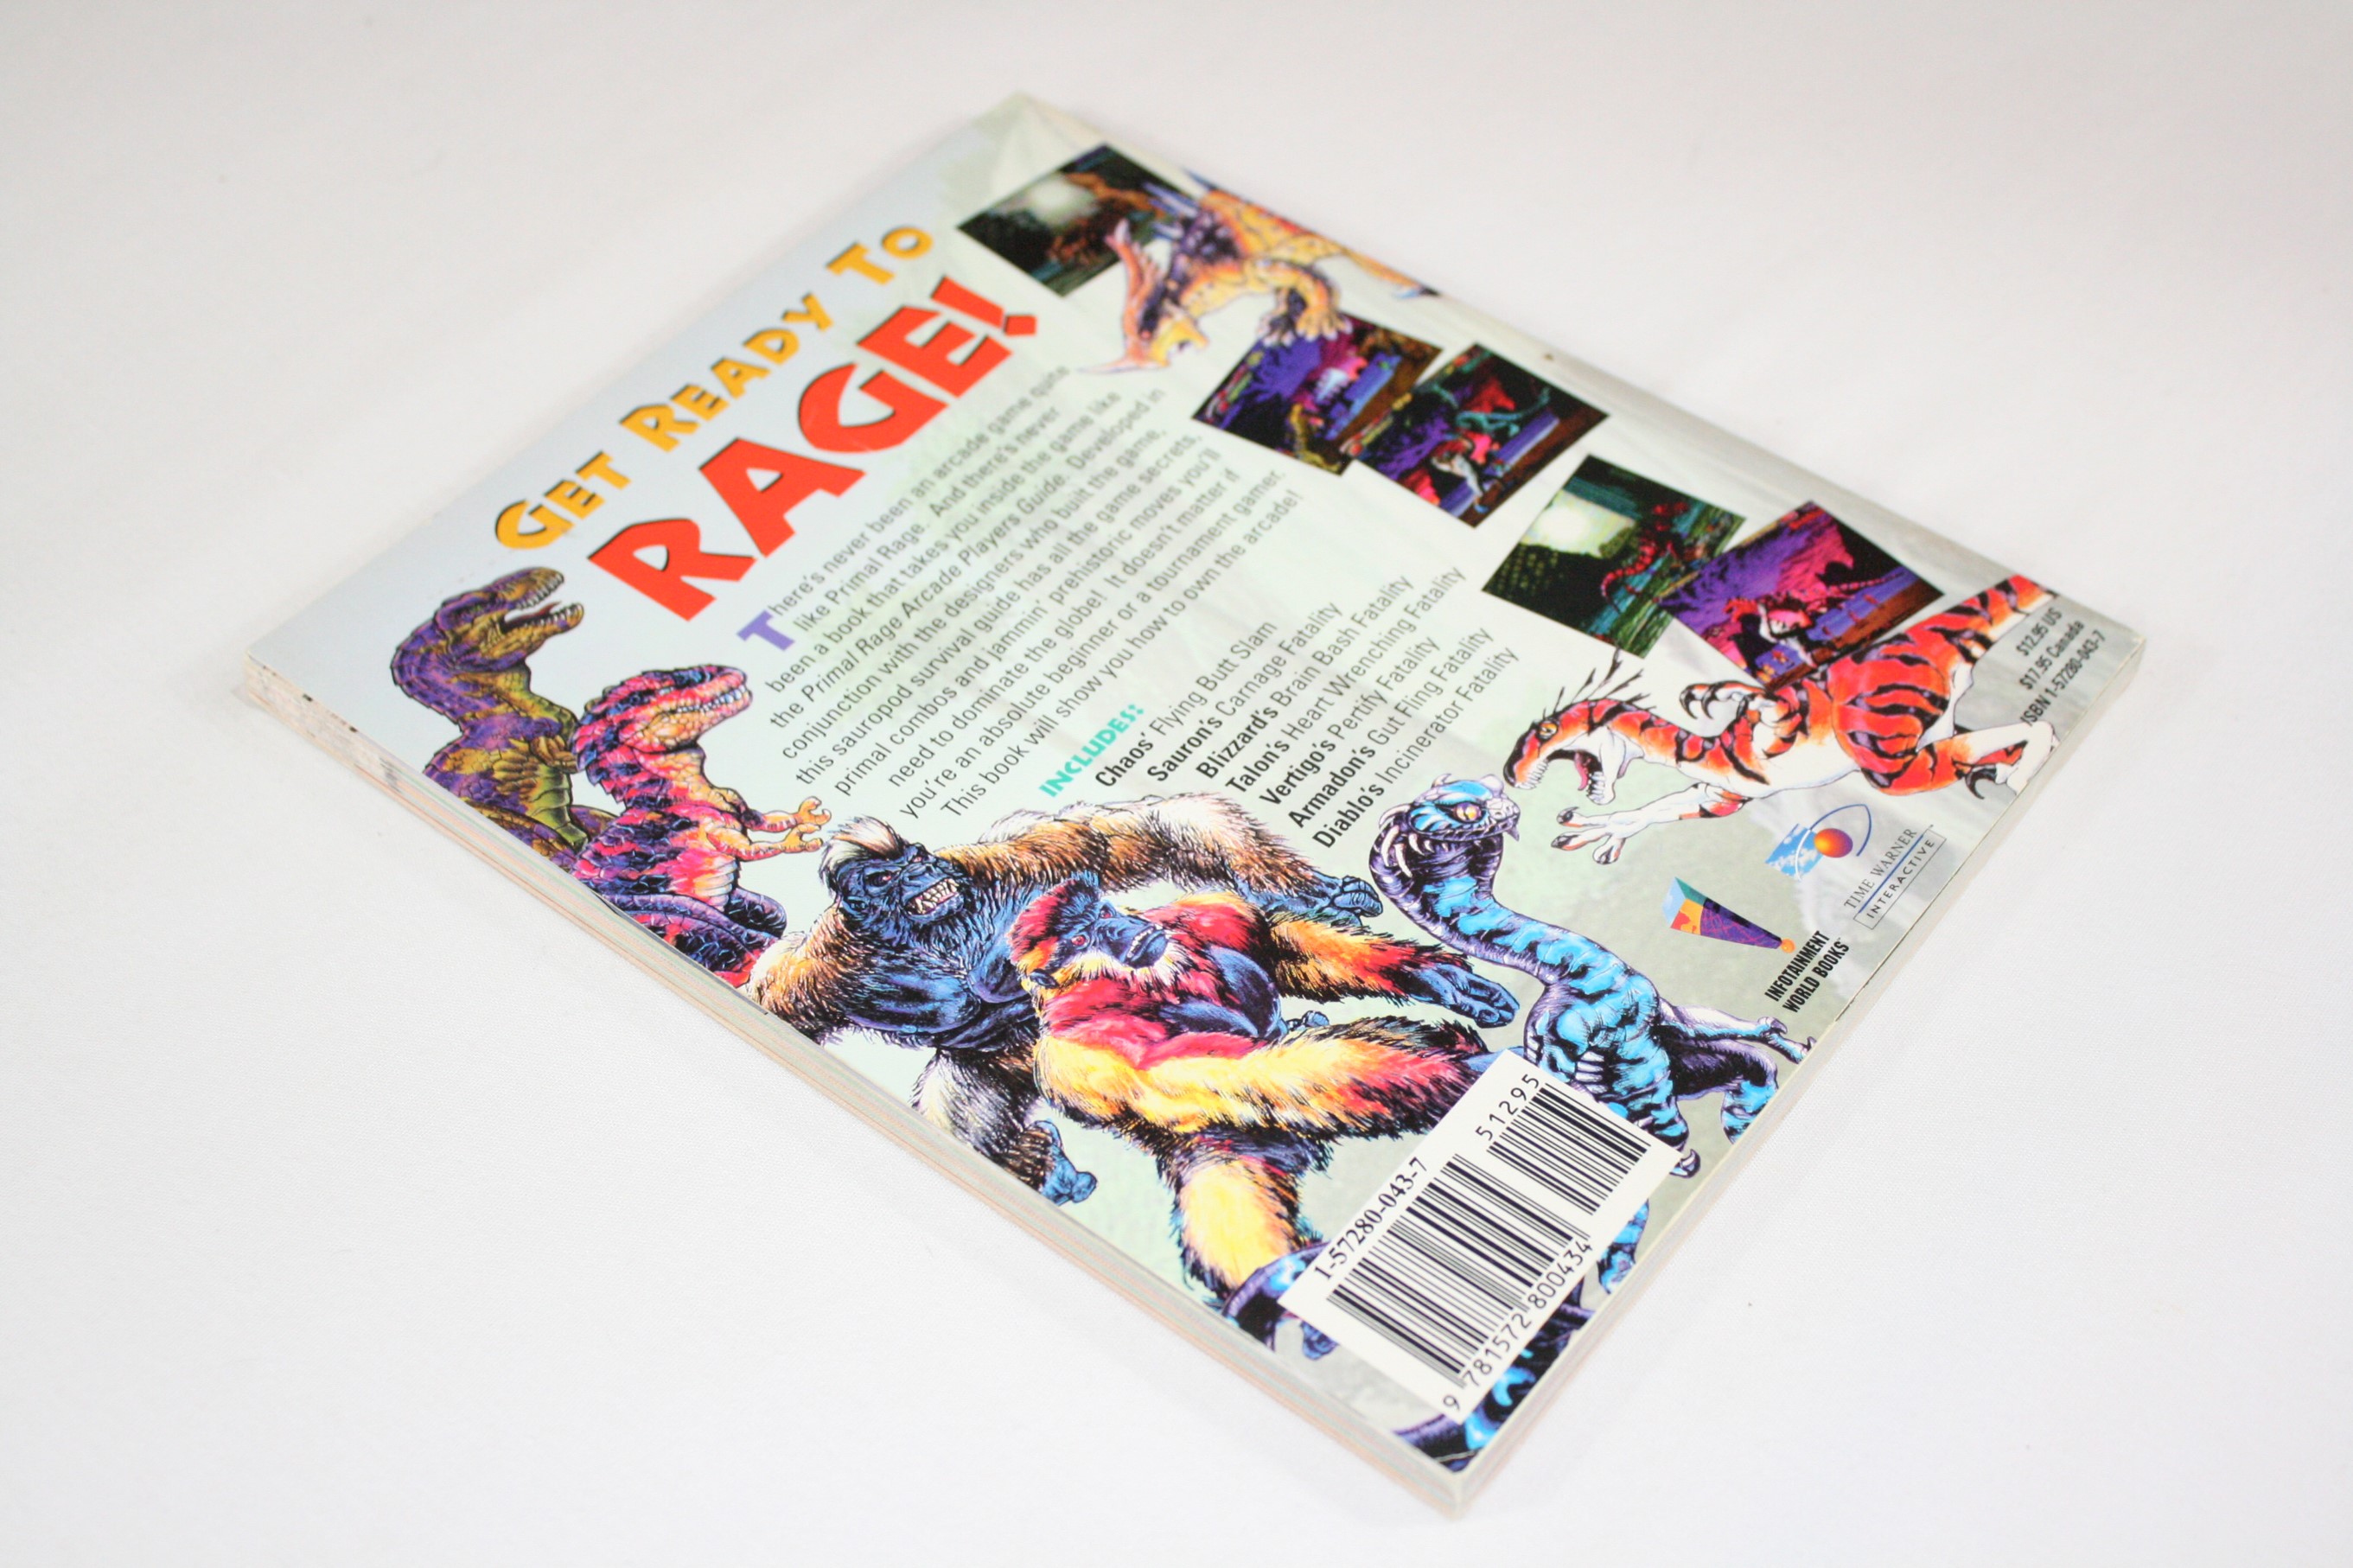 GET READY TO
RAGE!
There's never been an arcade game quite
like Primal Rage. And there's never
been a book that takes you inside the game like
the Primal Rage Arcade Players Guide. Developed in
conjunction with the designers who built the game,
this sauropod survival guide has all the game secrets,
primal combos and jammin' prehistoric moves you'll
need to dominate the globe! It doesn't matter if
you're an absolute beginner or a tournament gamer.
This book will show you how to own the arcade!
INCLUDES:
Chaos' Flying Butt Slam
Sauron's Carnage Fatality
Blizzard's Brain Bash Fatality
Talon's Heart Wrenching Fatality
Vertigo's Pertify Fatality
Armadon's Gut Fling Fatality
Diablo's Incinerator Fatality
$12.95 US
$17.95 Canada
ISBN 1-57280-043-7
TIME WARNER
INTERACTIVE
INFOTAINMENT
WORLD BOOKS™
1-57280-043-7
51295
9 781572 800434